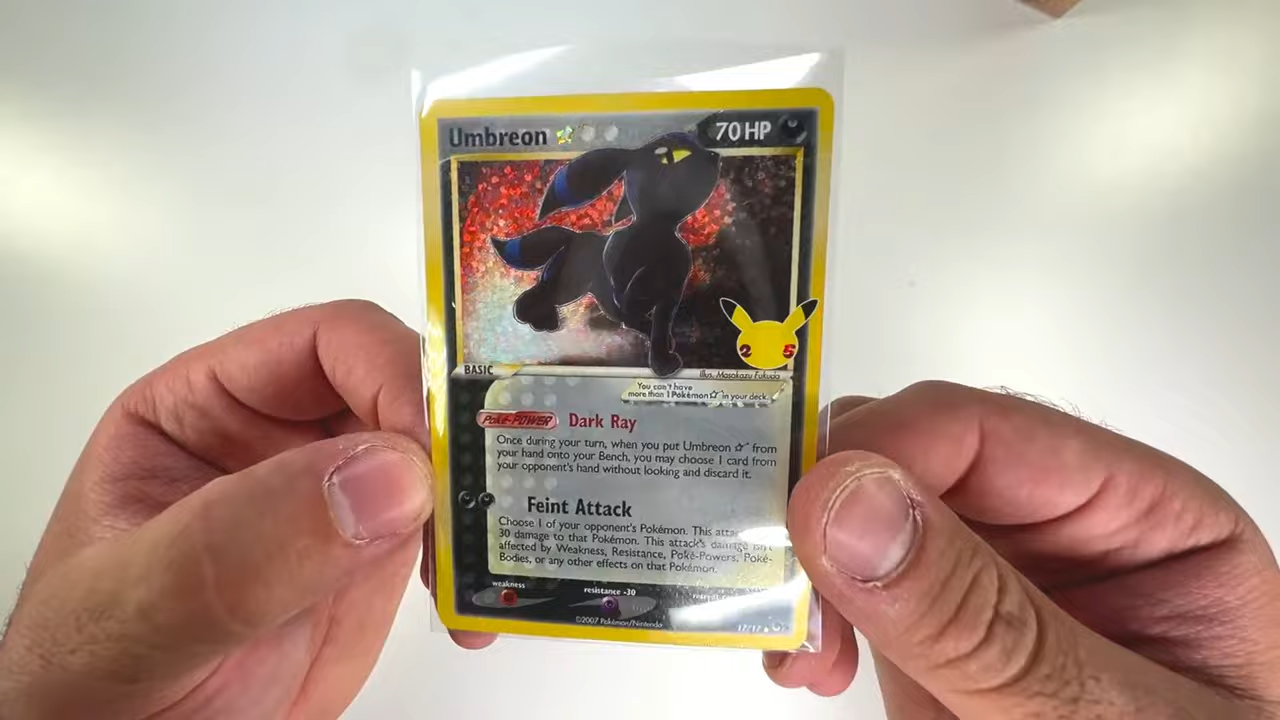 Umbreon
70 HP
2 5
BASIC
Illus. Masakazu Fukuda
You can't have
more than 1 Pokémon ☆ in your deck.
Poké-POWER Dark Ray
Once during your turn, when you put Umbreon ☆ from
your hand onto your Bench, you may choose 1 card from
your opponent's hand without looking and discard it.
Feint Attack
Choose 1 of your opponent's Pokémon. This
30 damage to that Pokémon. This attack's damage isn't
affected by Weakness, Resistance, Poké-Powers, Poké-
Bodies, or any other effects on that Pokémon.
weakness
resistance -30
©2007 Pokémon/Nintendo
17/17